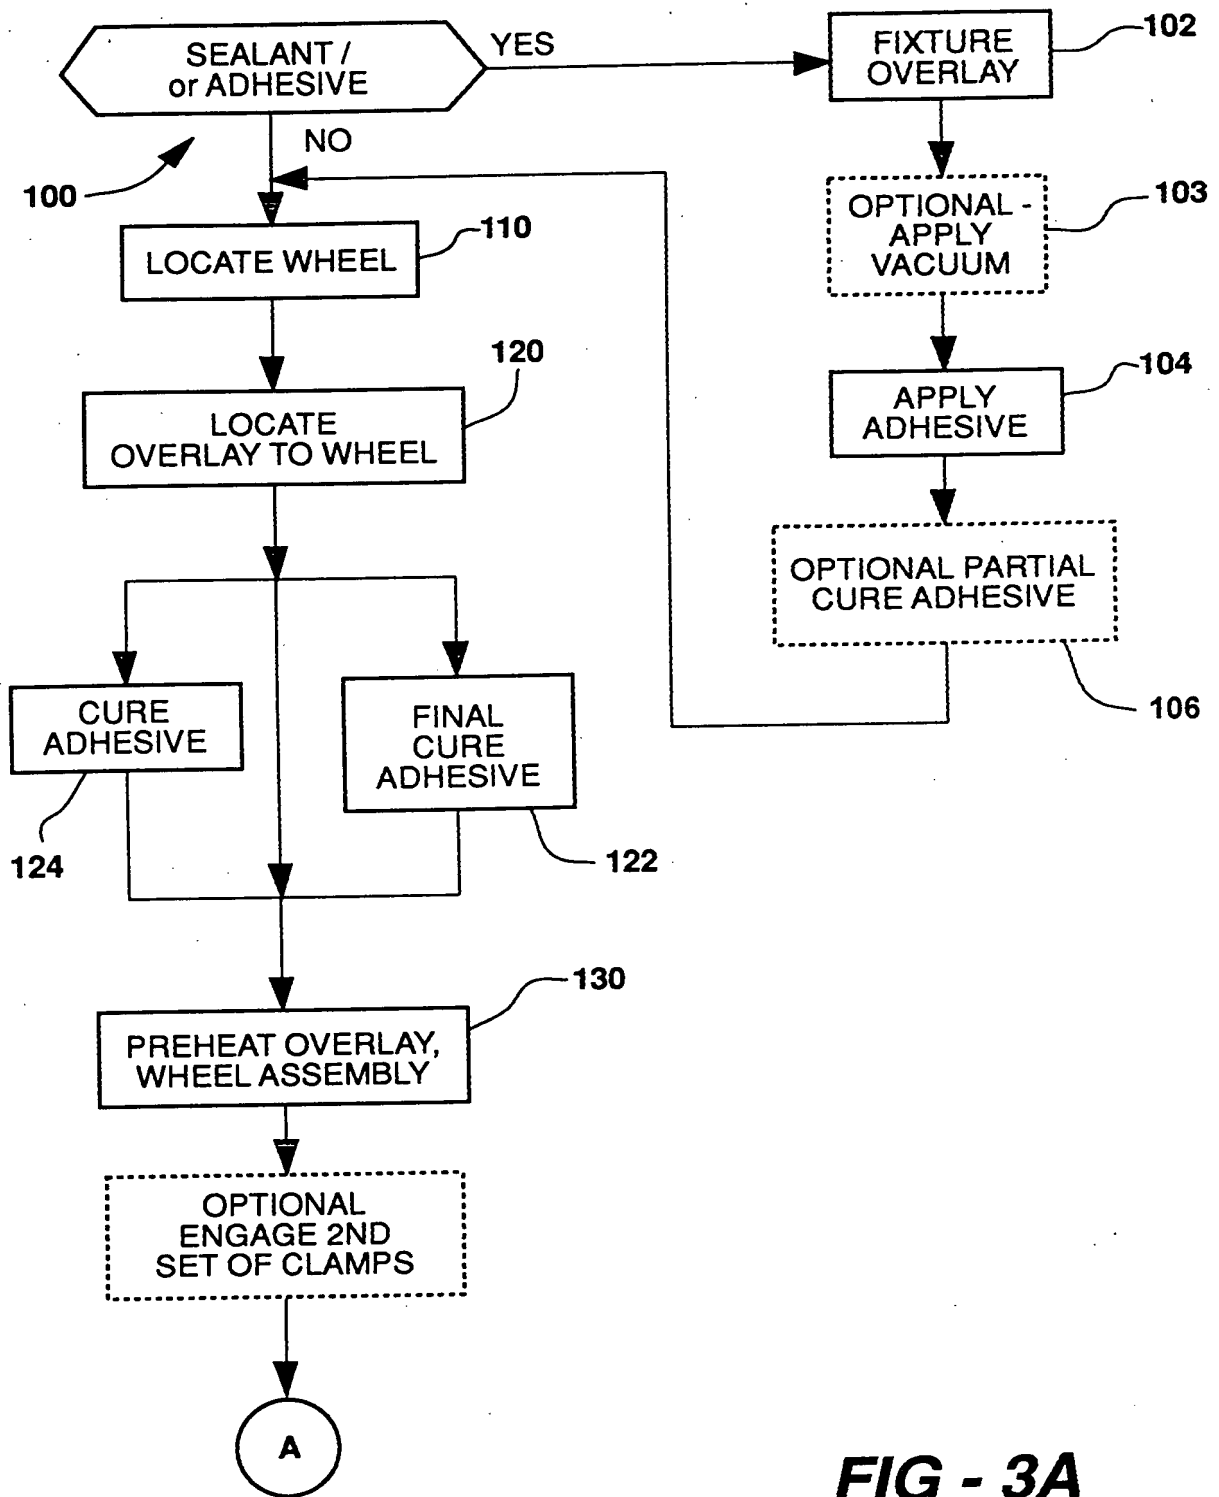 SEALANT /
or ADHESIVE
YES
NO
100
FIXTURE
OVERLAY
102
OPTIONAL -
APPLY
VACUUM
103
APPLY
ADHESIVE
104
OPTIONAL PARTIAL
CURE ADHESIVE
106
LOCATE WHEEL
110
LOCATE
OVERLAY TO WHEEL
120
CURE
ADHESIVE
124
FINAL
CURE
ADHESIVE
122
PREHEAT OVERLAY,
WHEEL ASSEMBLY
130
OPTIONAL
ENGAGE 2ND
SET OF CLAMPS
A
FIG - 3A